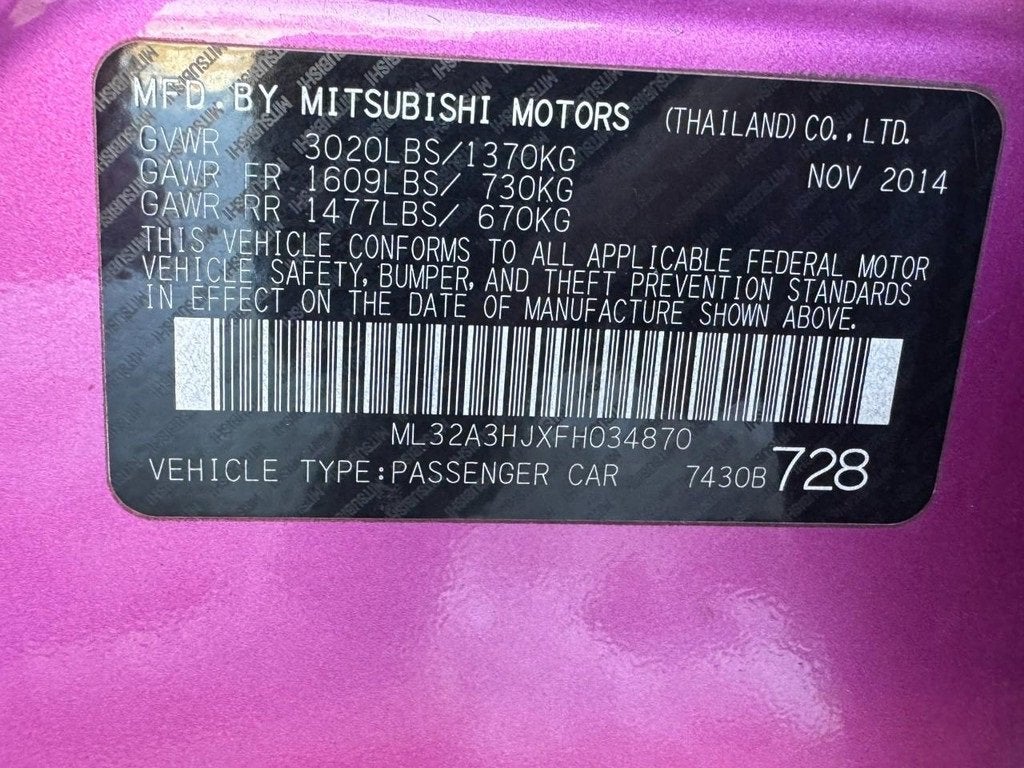 MFD.BY MITSUBISHI MOTORS (THAILAND) CO.,LTD.
GVWR 3020LBS/1370KG NOV 2014
GAWR FR 1609LBS/ 730KG
GAWR RR 1477LBS/ 670KG
THIS VEHICLE CONFORMS TO ALL APPLICABLE FEDERAL MOTOR
VEHICLE SAFETY, BUMPER, AND THEFT PREVENTION STANDARDS
IN EFFECT ON THE DATE OF MANUFACTURE SHOWN ABOVE.
ML32A3HJXFH034870
VEHICLE TYPE:PASSENGER CAR 7430B 728